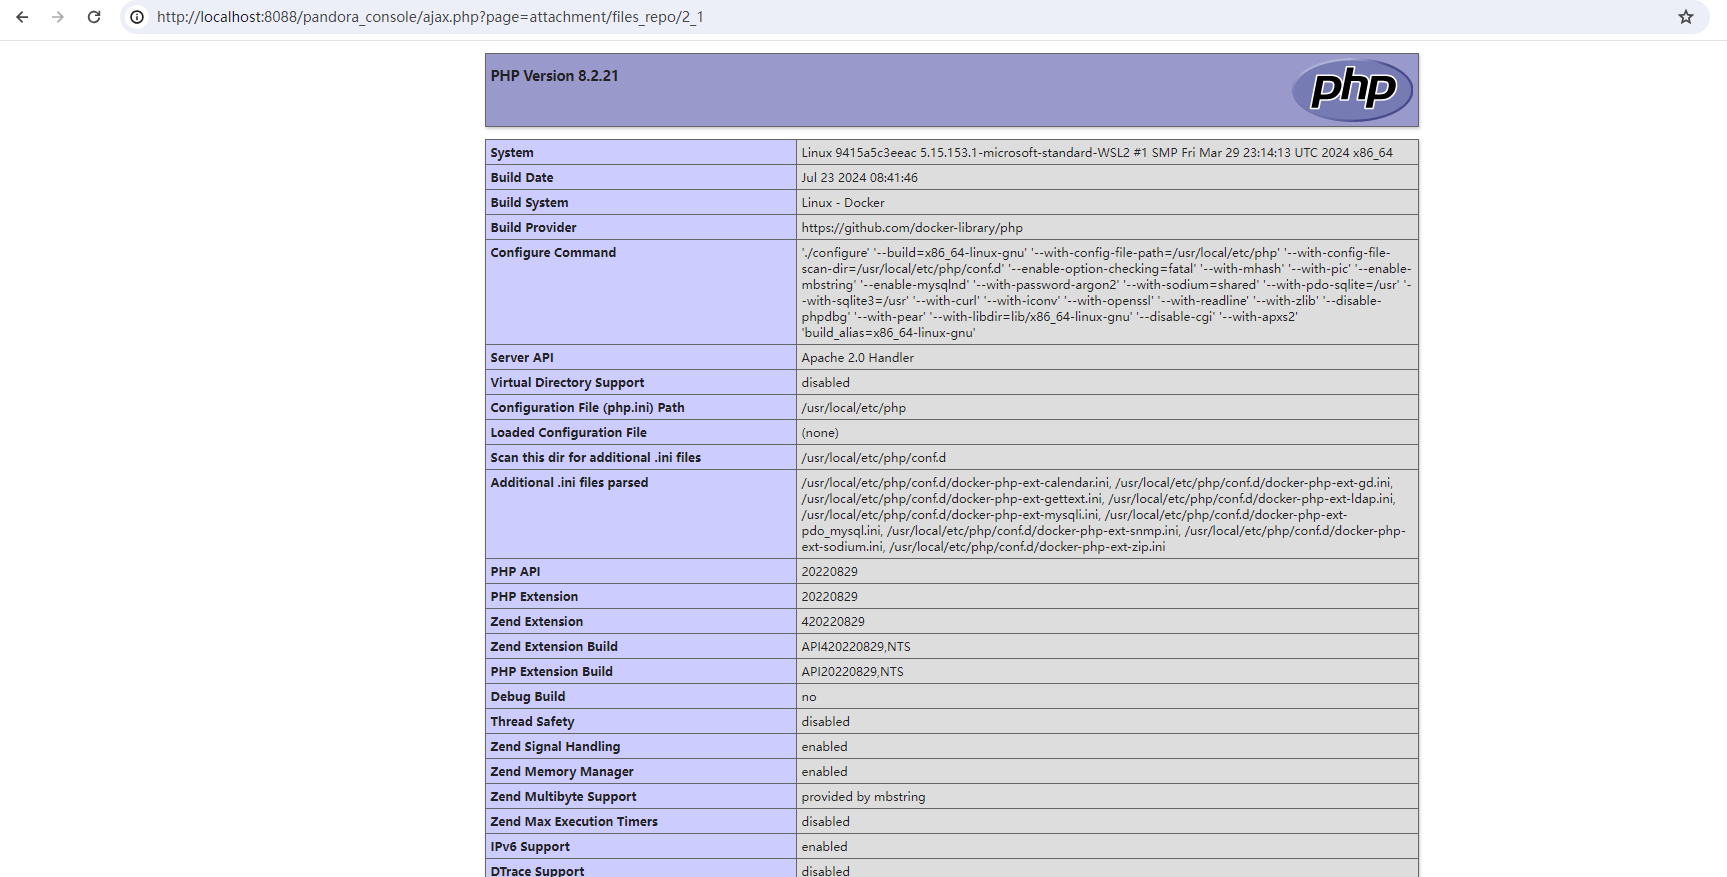 http://localhost:8088/pandora_console/ajax.php?page=attachment/files_repo/2_1
PHP Version 8.2.21
php
System Linux 9415a5c3eeac 5.15.153.1-microsoft-standard-WSL2 #1 SMP Fri Mar 29 23:14:13 UTC 2024 x86_64
Build Date Jul 23 2024 08:41:46
Build System Linux - Docker
Build Provider https://github.com/docker-library/php
Configure Command './configure' '--build=x86_64-linux-gnu' '--with-config-file-path=/usr/local/etc/php' '--with-config-file-
scan-dir=/usr/local/etc/php/conf.d' '--enable-option-checking=fatal' '--with-mhash' '--with-pic' '--enable-
mbstring' '--enable-mysqlnd' '--with-password-argon2' '--with-sodium=shared' '--with-pdo-sqlite=/usr' '-
-with-sqlite3=/usr' '--with-curl' '--with-iconv' '--with-openssl' '--with-readline' '--with-zlib' '--disable-
phpdbg' '--with-pear' '--with-libdir=lib/x86_64-linux-gnu' '--disable-cgi' '--with-apxs2'
'build_alias=x86_64-linux-gnu'
Server API Apache 2.0 Handler
Virtual Directory Support disabled
Configuration File (php.ini) Path /usr/local/etc/php
Loaded Configuration File (none)
Scan this dir for additional .ini files /usr/local/etc/php/conf.d
Additional .ini files parsed /usr/local/etc/php/conf.d/docker-php-ext-calendar.ini, /usr/local/etc/php/conf.d/docker-php-ext-gd.ini,
/usr/local/etc/php/conf.d/docker-php-ext-gettext.ini, /usr/local/etc/php/conf.d/docker-php-ext-ldap.ini,
/usr/local/etc/php/conf.d/docker-php-ext-mysqli.ini, /usr/local/etc/php/conf.d/docker-php-ext-
pdo_mysql.ini, /usr/local/etc/php/conf.d/docker-php-ext-snmp.ini, /usr/local/etc/php/conf.d/docker-php-
ext-sodium.ini, /usr/local/etc/php/conf.d/docker-php-ext-zip.ini
PHP API 20220829
PHP Extension 20220829
Zend Extension 420220829
Zend Extension Build API420220829,NTS
PHP Extension Build API20220829,NTS
Debug Build no
Thread Safety disabled
Zend Signal Handling enabled
Zend Memory Manager enabled
Zend Multibyte Support provided by mbstring
Zend Max Execution Timers disabled
IPv6 Support enabled
DTrace Support disabled